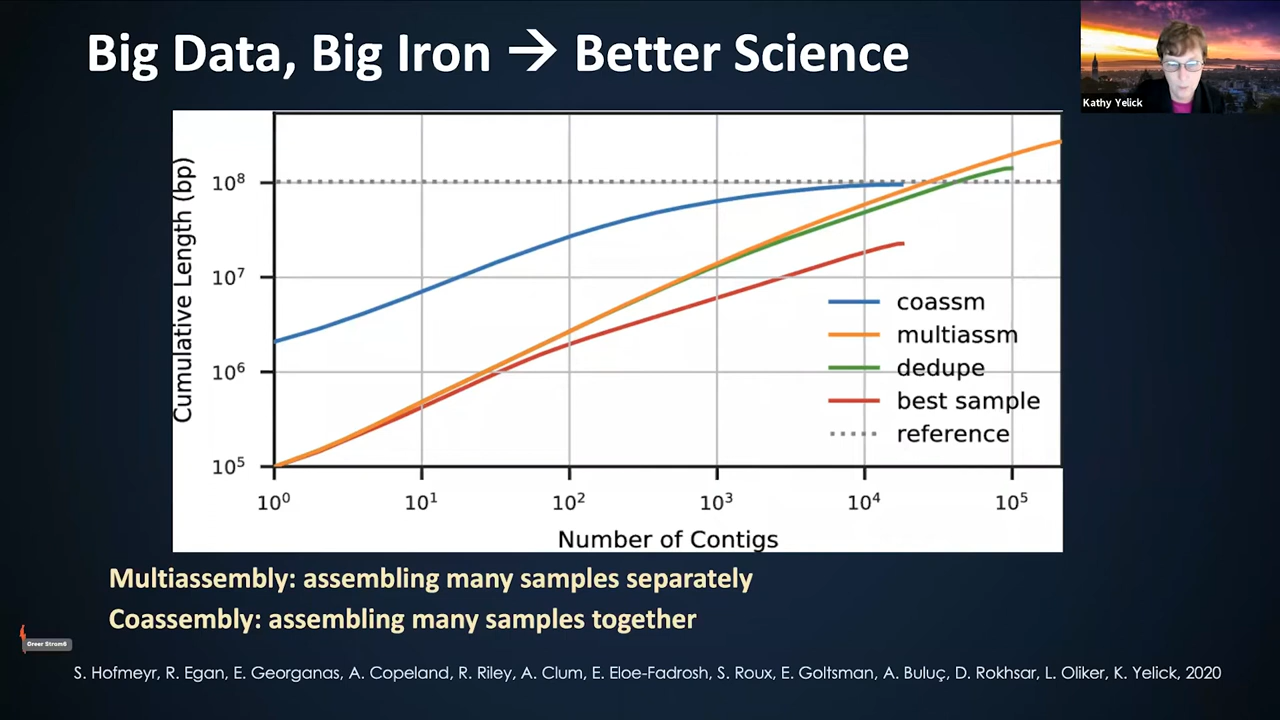 Big Data, Big Iron → Better Science
Kathy Yelick
Cumulative Length (bp)
10⁸
10⁷
10⁶
10⁵
coassm
multiassm
dedupe
best sample
reference
10⁰ 10¹ 10² 10³ 10⁴ 10⁵
Number of Contigs
Multiassembly: assembling many samples separately
Coassembly: assembling many samples together
S. Hofmeyr, R. Egan, E. Georganas, A. Copeland, R. Riley, A. Clum, E. Eloe-Fadrosh, S. Roux, E. Goltsman, A. Buluç, D. Rokhsar, L. Oliker, K. Yelick, 2020